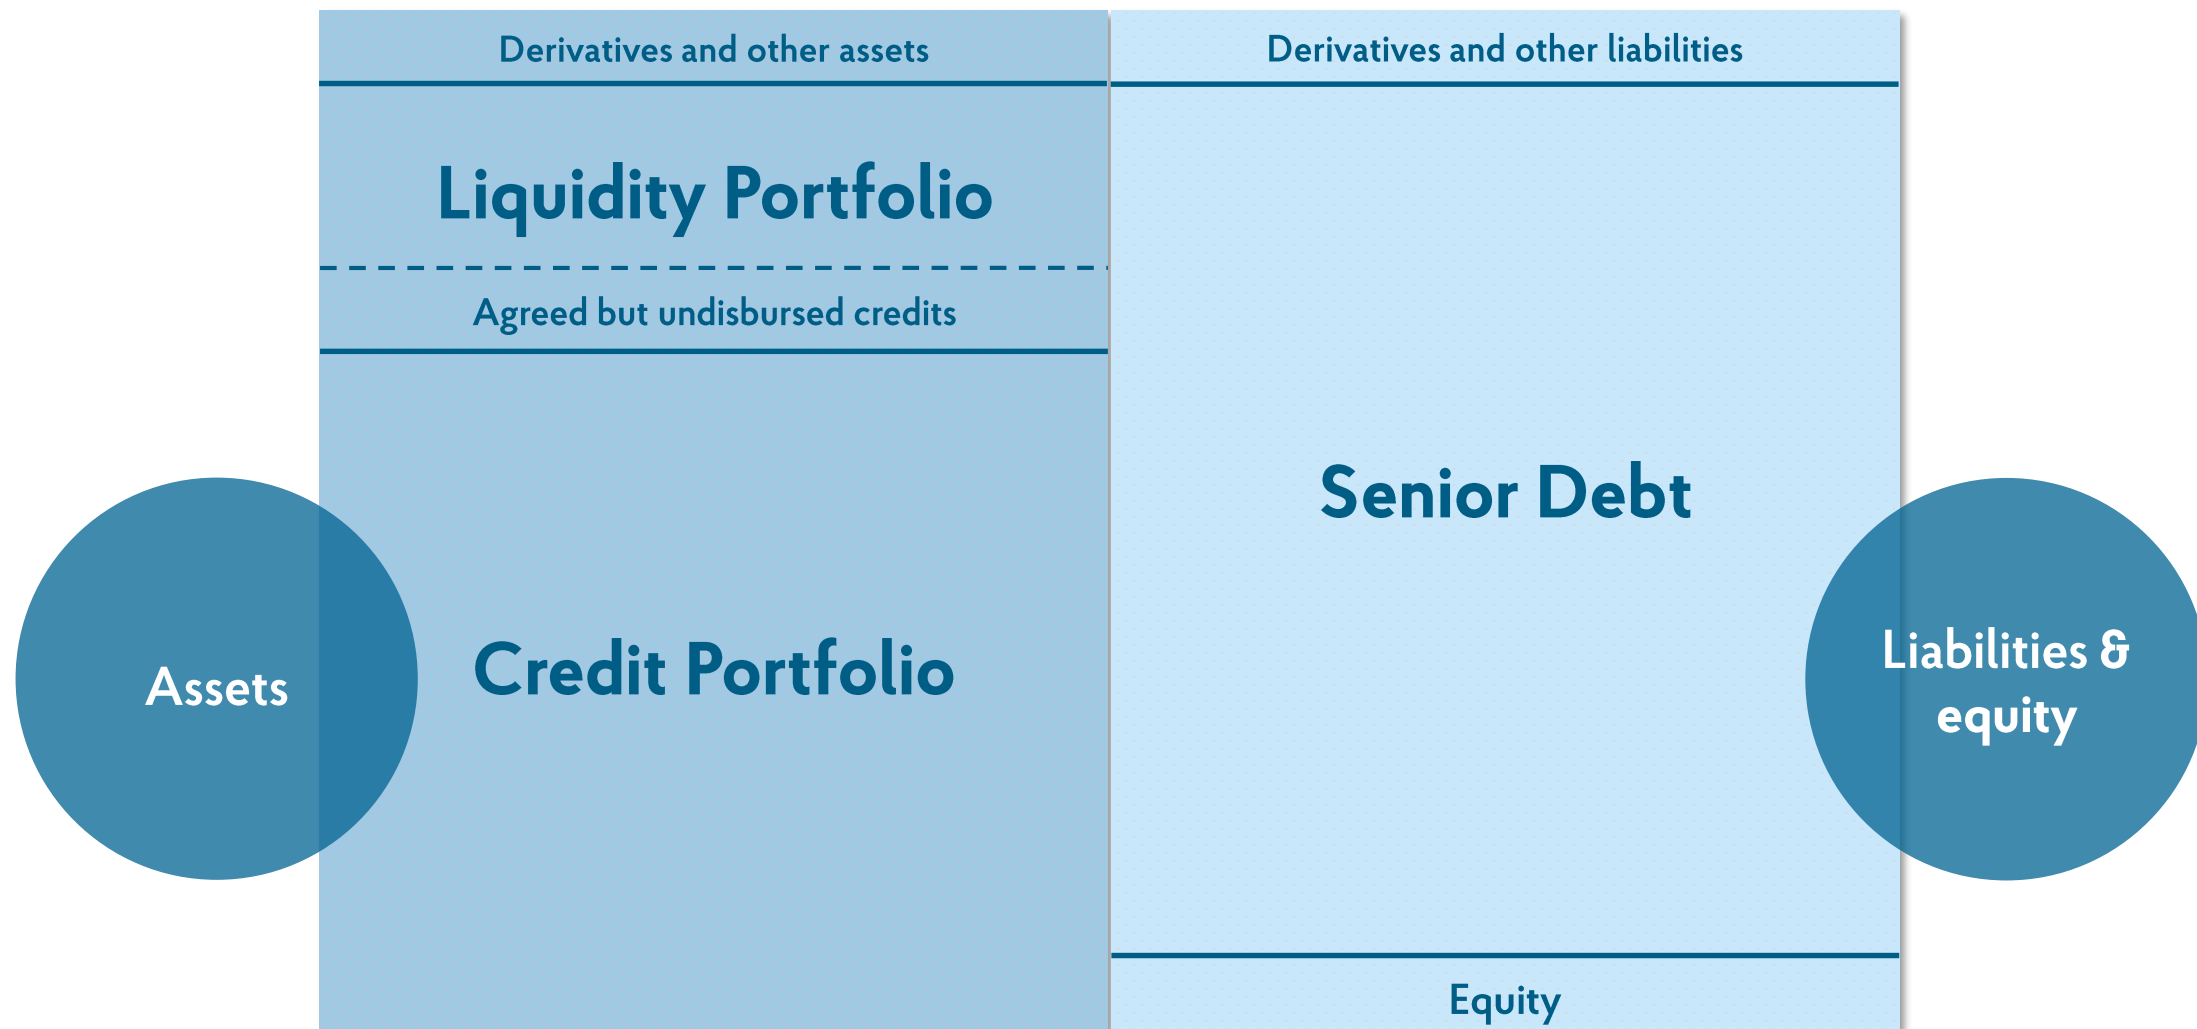 Derivatives and other assets
Liquidity Portfolio
Agreed but undisbursed credits
Credit Portfolio
Assets
Derivatives and other liabilities
Senior Debt
Equity
Liabilities &
equity